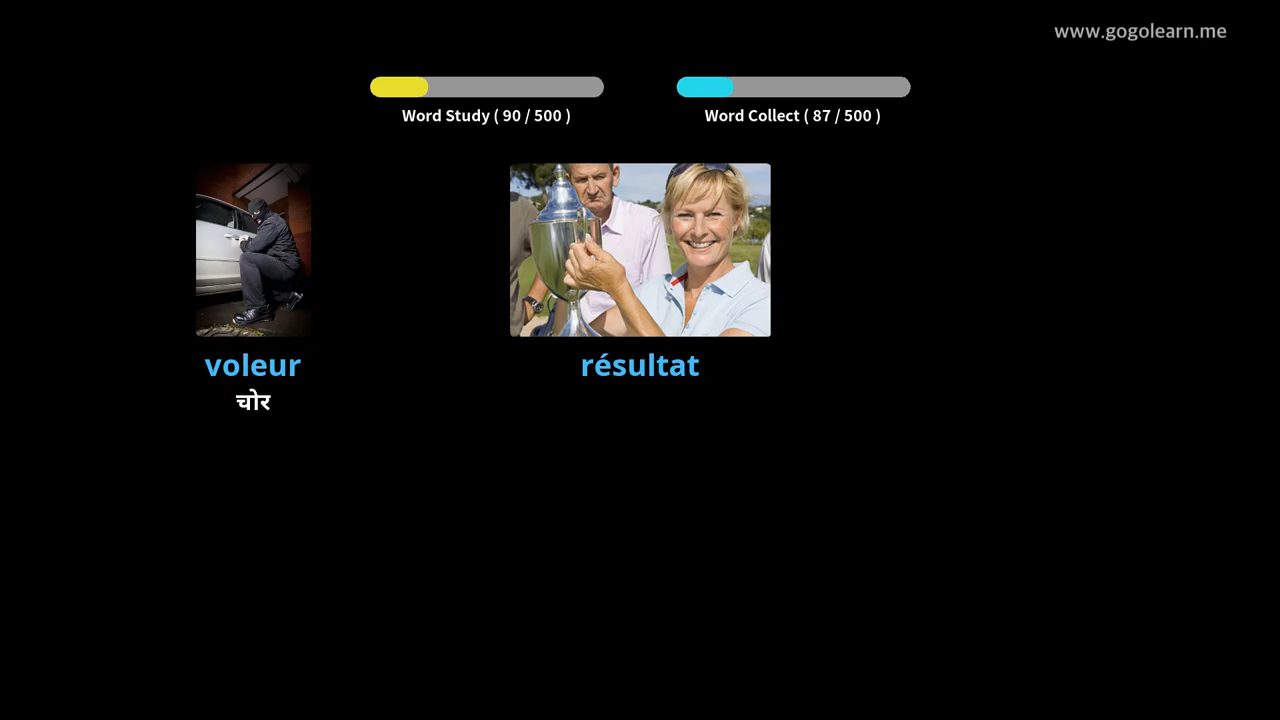 www.gogolearn.me
Word Study ( 90 / 500 )
Word Collect ( 87 / 500 )
voleur
चोर
résultat